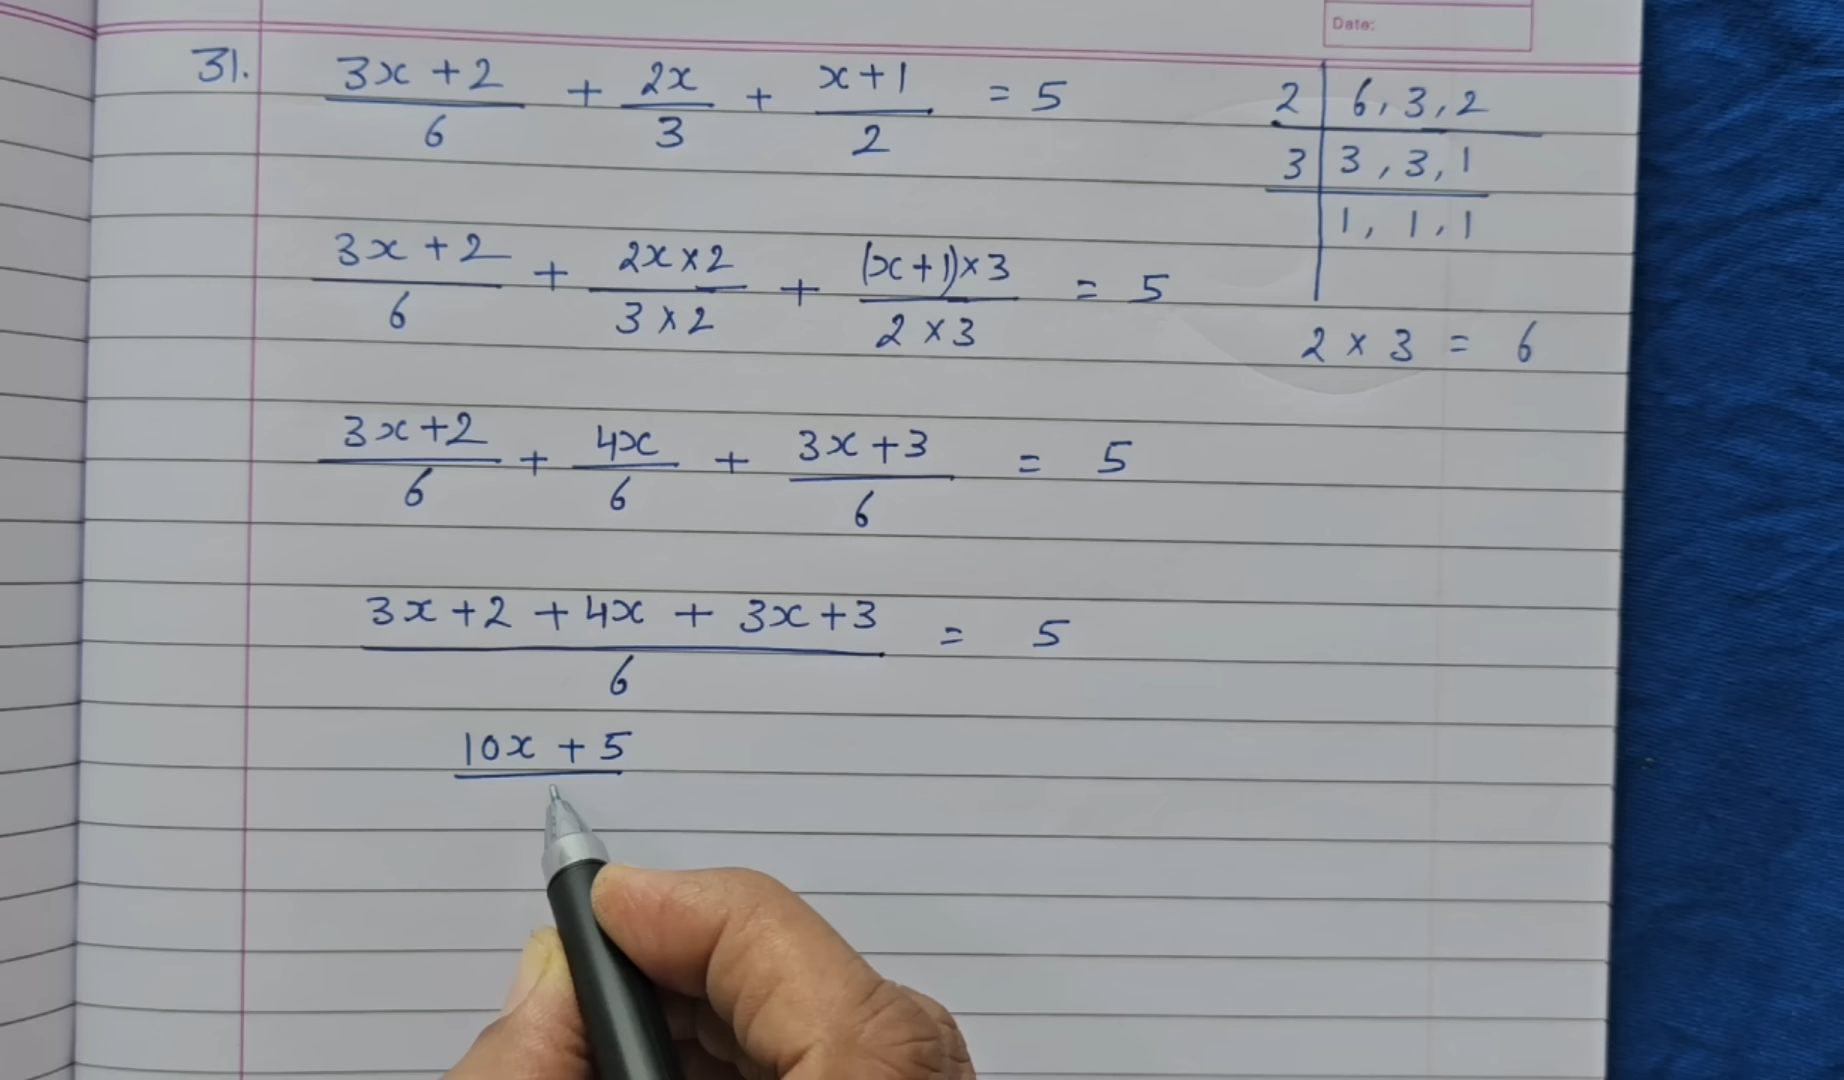 Date:
31. (3x + 2)/6 + 2x/3 + (x+1)/2 = 5
(3x + 2)/6 + (2x×2)/(3×2) + ((x+1)×3)/(2×3) = 5
(3x+2)/6 + 4x/6 + (3x+3)/6 = 5
(3x+2 + 4x + 3x+3)/6 = 5
10x + 5
2 | 6, 3, 2
3 | 3, 3, 1
1, 1, 1
2 × 3 = 6